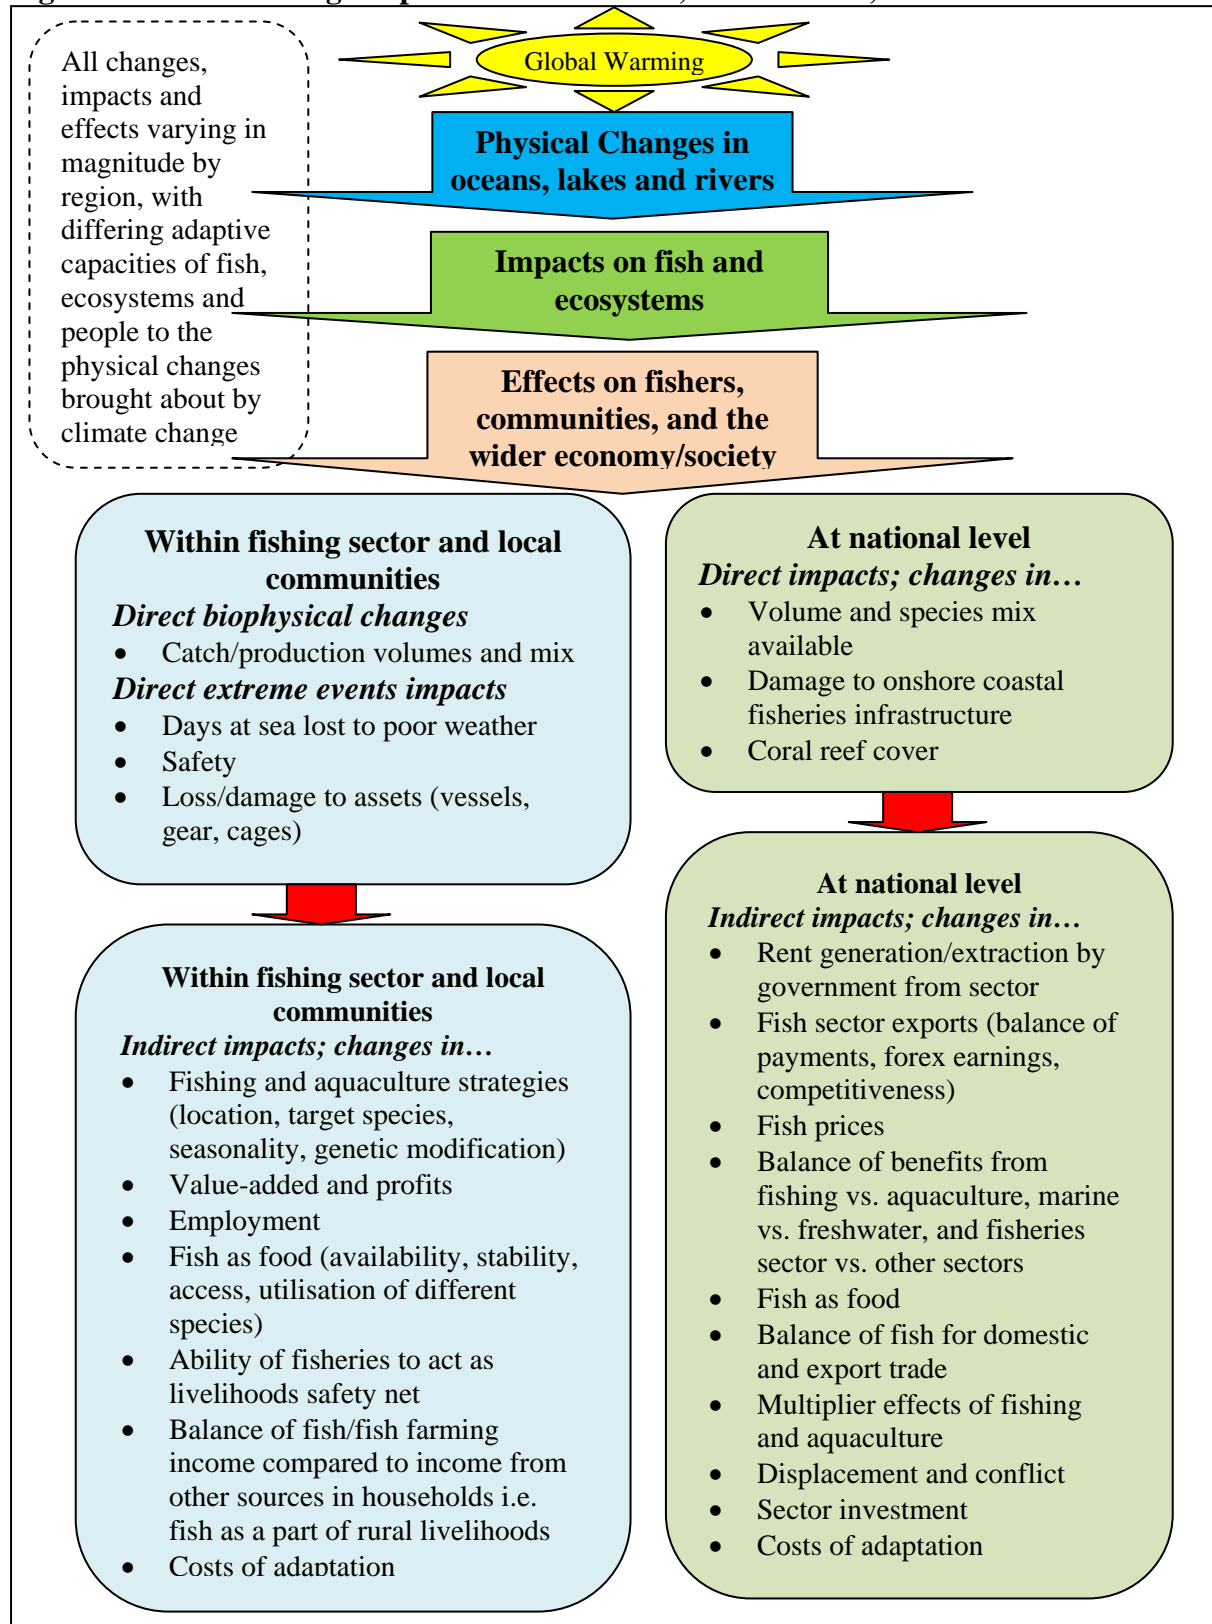 All changes,
impacts and
effects varying in
magnitude by
region, with
differing adaptive
capacities of fish,
ecosystems and
people to the
physical changes
brought about by
climate change
Global Warming
Physical Changes in
oceans, lakes and rivers
Impacts on fish and
ecosystems
Effects on fishers,
communities, and the
wider economy/society
Within fishing sector and local
communities
Direct biophysical changes
• Catch/production volumes and mix
Direct extreme events impacts
• Days at sea lost to poor weather
• Safety
• Loss/damage to assets (vessels,
gear, cages)
At national level
Direct impacts; changes in…
• Volume and species mix
available
• Damage to onshore coastal
fisheries infrastructure
• Coral reef cover
Within fishing sector and local
communities
Indirect impacts; changes in…
• Fishing and aquaculture strategies
(location, target species,
seasonality, genetic modification)
• Value-added and profits
• Employment
• Fish as food (availability, stability,
access, utilisation of different
species)
• Ability of fisheries to act as
livelihoods safety net
• Balance of fish/fish farming
income compared to income from
other sources in households i.e.
fish as a part of rural livelihoods
• Costs of adaptation
At national level
Indirect impacts; changes in…
• Rent generation/extraction by
government from sector
• Fish sector exports (balance of
payments, forex earnings,
competitiveness)
• Fish prices
• Balance of benefits from
fishing vs. aquaculture, marine
vs. freshwater, and fisheries
sector vs. other sectors
• Fish as food
• Balance of fish for domestic
and export trade
• Multiplier effects of fishing
and aquaculture
• Displacement and conflict
• Sector investment
• Costs of adaptation